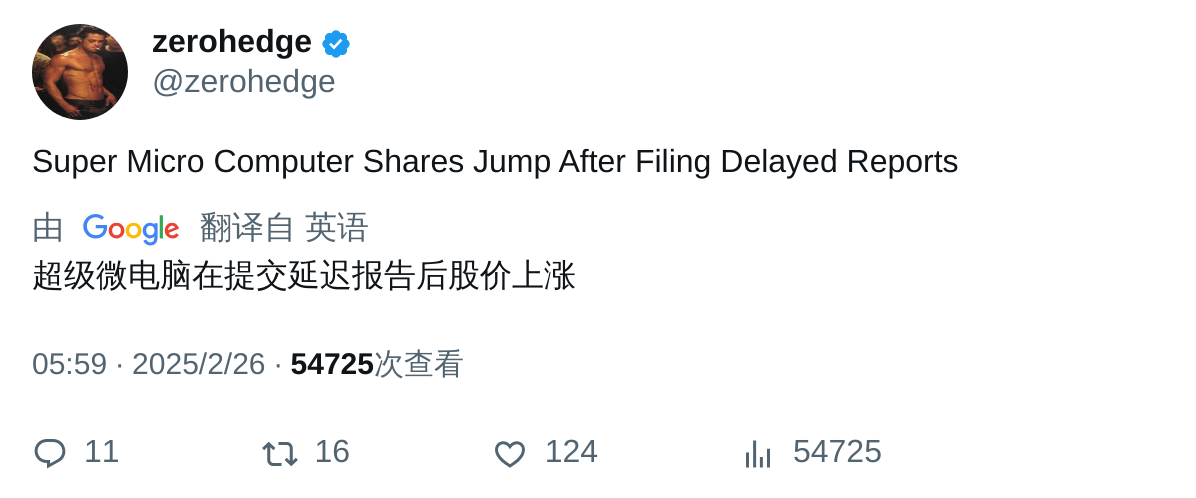 zerohedge
@zerohedge
Super Micro Computer Shares Jump After Filing Delayed Reports
由 Google 翻译自 英语
超级微电脑在提交延迟报告后股价上涨
05:59 · 2025/2/26 · 54725次查看
11 16 124 54725